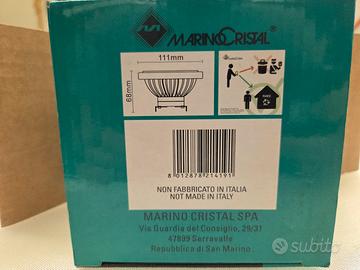 MARINOCRISTAL®
111mm
68mm
8 012878 214191
NON FABBRICATO IN ITALIA
NOT MADE IN ITALY
MARINO CRISTAL SPA
Via Guardia del Consiglio, 29/31
47899 Serravalle
Repubblica di San Marino
subito